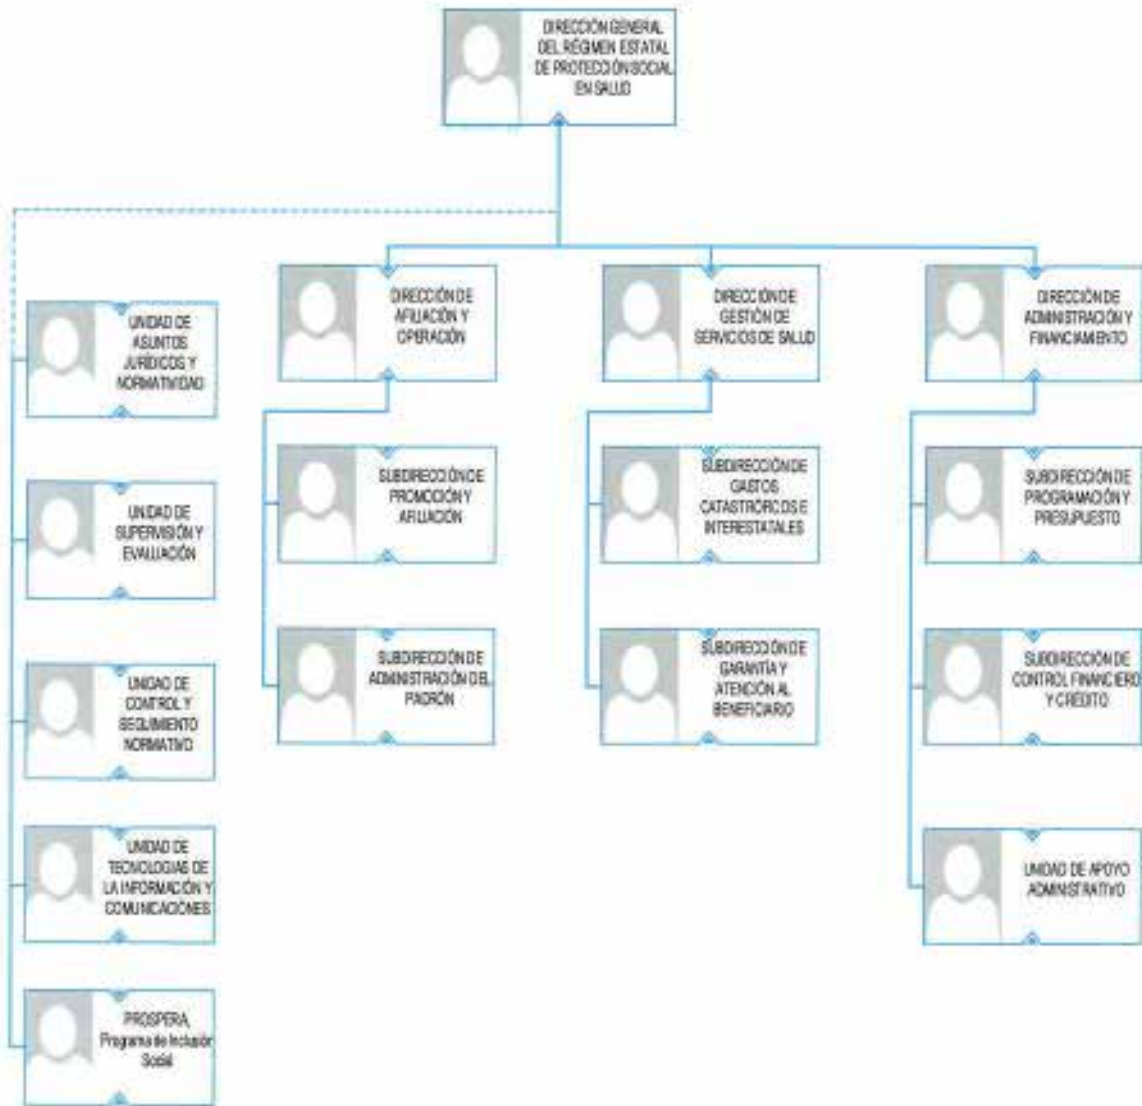 DIRECCIÓN GENERAL
DEL RÉGIMEN ESTATAL
DE PROTECCIÓN SOCIAL
EN SALUD
UNIDAD DE
ASUNTOS
JURÍDICOS Y
NORMATIVIDAD
UNIDAD DE
SUPERVISIÓN Y
EVALUACIÓN
UNIDAD DE
CONTROL Y
SEGUIMIENTO
NORMATIVO
UNIDAD DE
TECNOLOGIAS DE
LA INFORMACIÓN Y
COMUNICACIÓNES
PROSPERA,
Programa de Inclusión
Social
DIRECCIÓN DE
AFILIACIÓN Y
OPERACIÓN
SUBDIRECCIÓN DE
PROMOCIÓN Y
AFILIACIÓN
SUBDIRECCIÓN DE
ADMINISTRACIÓN DEL
PADRÓN
DIRECCIÓN DE
GESTIÓN DE
SERVICIOS DE SALUD
SUBDIRECCIÓN DE
GASTOS
CATASTRÓFICOS E
INTERESTATALES
SUBDIRECCIÓN DE
GARANTÍA Y
ATENCIÓN AL
BENEFICIARIO
DIRECCIÓN DE
ADMINISTRACIÓN Y
FINANCIAMIENTO
SUBDIRECCIÓN DE
PROGRAMACIÓN Y
PRESUPUESTO
SUBDIRECCIÓN DE
CONTROL FINANCIERO
Y CRÉDITO
UNIDAD DE APOYO
ADMINISTRATIVO